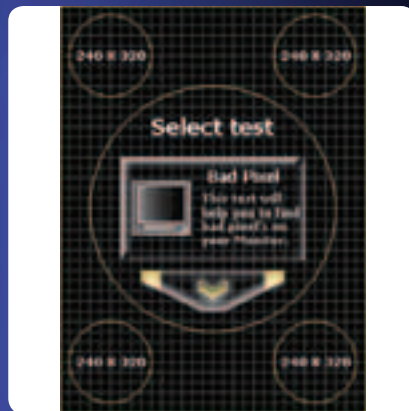 240 X 320 240 X 320
Select test
Bad Pixel
This test will
help you to find
bad pixel's on
your Monitor.
240 X 320 240 X 320